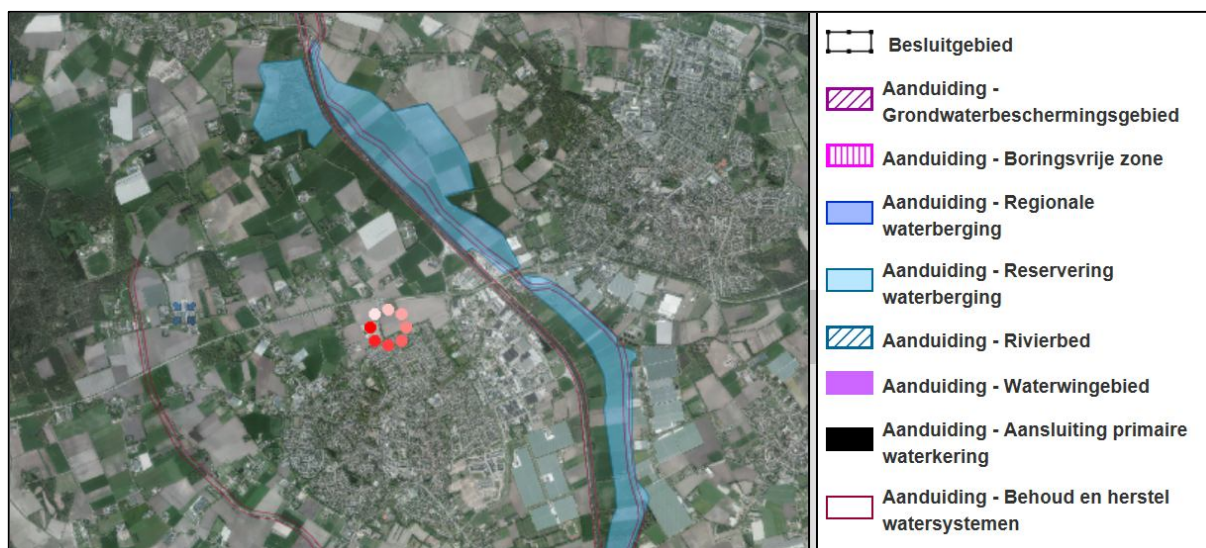 Besluitgebied
Aanduiding -
Grondwaterbeschermingsgebied
Aanduiding - Boringsvrije zone
Aanduiding - Regionale
waterberging
Aanduiding - Reservering
waterberging
Aanduiding - Rivierbed
Aanduiding - Waterwingebied
Aanduiding - Aansluiting primaire
waterkering
Aanduiding - Behoud en herstel
watersystemen